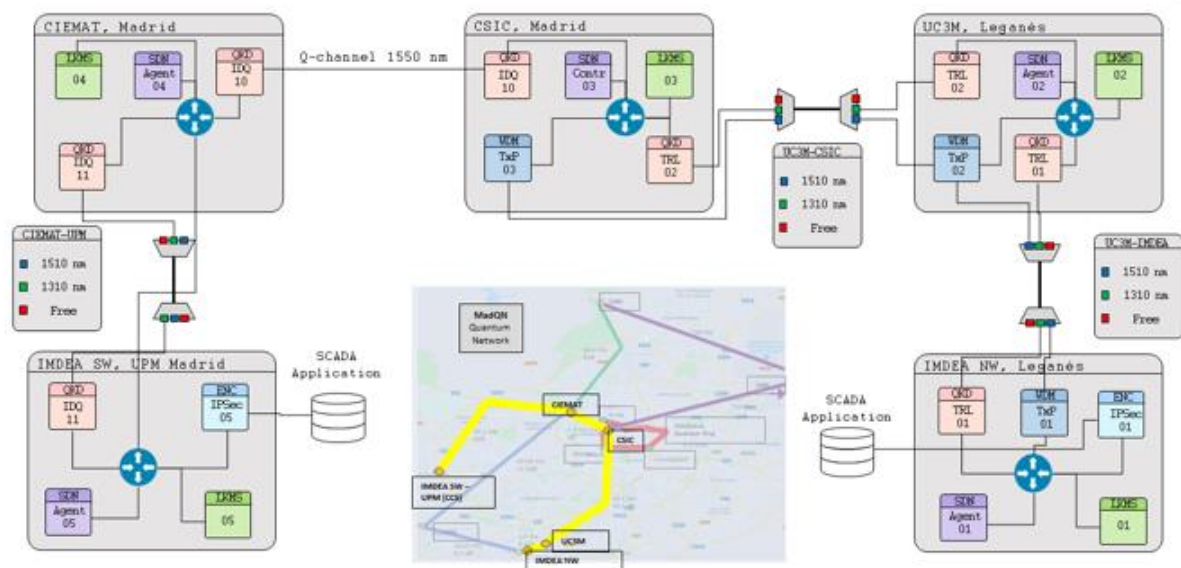 CIEMAT, Madrid
LKMS
04
SDN
Agent
04
QKD
IDQ
10
QKD
IDQ
11
Q-channel 1550 nm
CSIC, Madrid
QKD
IDQ
10
SDN
Contr
03
LKMS
03
WDM
TxP
03
QKD
TRL
02
UC3M-CSIC
1510 nm
1310 nm
Free
UC3M, Leganés
QKD
TRL
02
SDN
Agent
02
LKMS
02
WDM
TxP
02
QKD
TRL
01
CIEMAT-UPM
1510 nm
1310 nm
Free
UC3M-IMDEA
1510 nm
1310 nm
Free
IMDEA SW, UPM Madrid
QKD
IDQ
11
ENC
IPSec
05
SDN
Agent
05
LKMS
05
SCADA
Application
MadQN
Quantum
Network
CIEMAT
CSIC
IMDEA SW –
UPM (CCS)
UC3M
IMDEA NW
SCADA
Application
IMDEA NW, Leganés
QKD
TRL
01
WDM
TxP
01
ENC
IPSec
01
SDN
Agent
01
LKMS
01